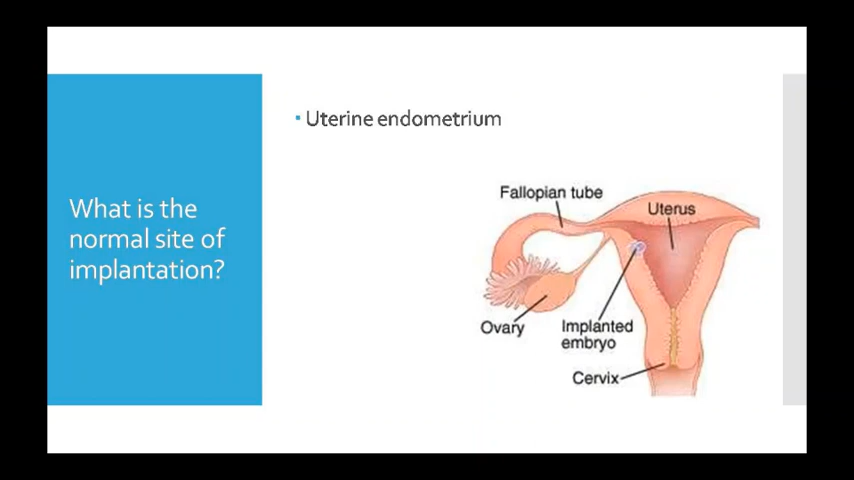 What is the
normal site of
implantation?
▪ Uterine endometrium
Fallopian tube
Uterus
Ovary
Implanted
embryo
Cervix